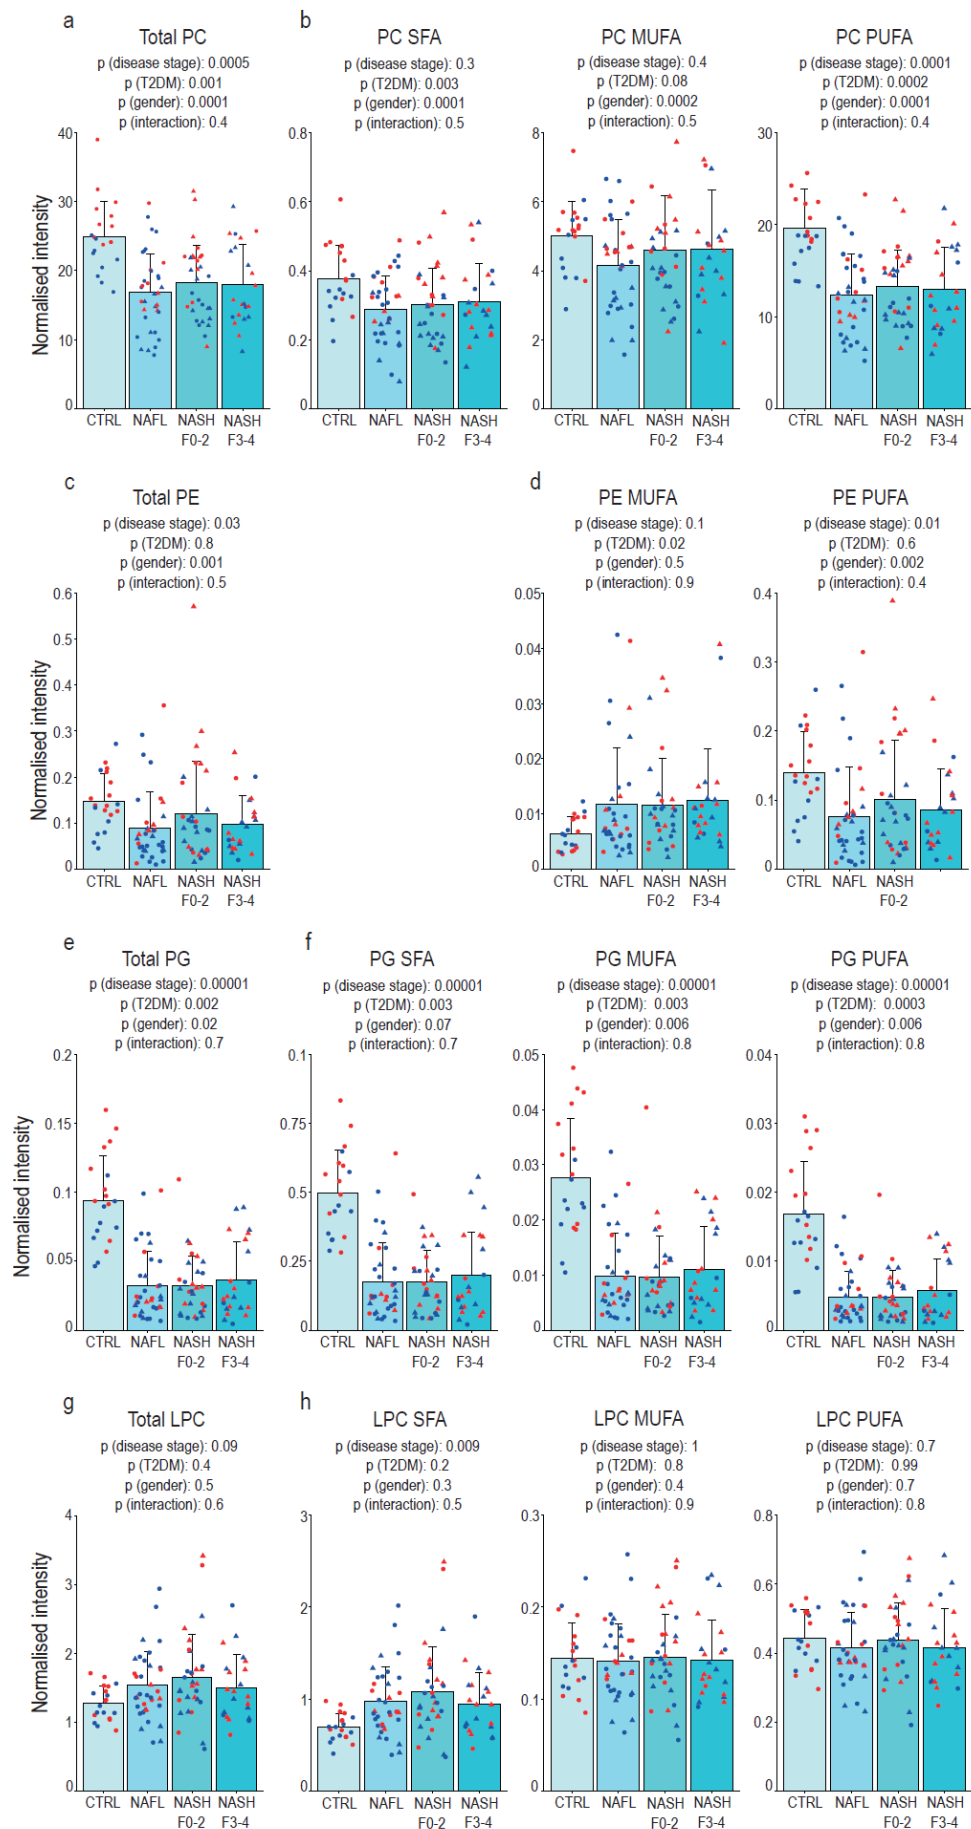 a
Total PC
p (disease stage): 0.0005
p (T2DM): 0.001
p (gender): 0.0001
p (interaction): 0.4
Normalised intensity
40
30
20
10
0
CTRL NAFL NASH NASH
F0-2 F3-4
b
PC SFA
p (disease stage): 0.3
p (T2DM): 0.003
p (gender): 0.0001
p (interaction): 0.5
0.8
0.6
0.4
0.2
0
CTRL NAFL NASH NASH
F0-2 F3-4
PC MUFA
p (disease stage): 0.4
p (T2DM): 0.08
p (gender): 0.0002
p (interaction): 0.5
8
6
4
2
0
CTRL NAFL NASH NASH
F0-2 F3-4
PC PUFA
p (disease stage): 0.0001
p (T2DM): 0.0002
p (gender): 0.0001
p (interaction): 0.4
30
20
10
0
CTRL NAFL NASH NASH
F0-2 F3-4
c
Total PE
p (disease stage): 0.03
p (T2DM): 0.8
p (gender): 0.001
p (interaction): 0.5
Normalised intensity
0.6
0.5
0.4
0.3
0.2
0.1
0
CTRL NAFL NASH NASH
F0-2 F3-4
d
PE MUFA
p (disease stage): 0.1
p (T2DM): 0.02
p (gender): 0.5
p (interaction): 0.9
0.05
0.04
0.03
0.02
0.01
0
CTRL NAFL NASH NASH
F0-2 F3-4
PE PUFA
p (disease stage): 0.01
p (T2DM): 0.6
p (gender): 0.002
p (interaction): 0.4
0.4
0.3
0.2
0.1
0
CTRL NAFL NASH
F0-2
e
Total PG
p (disease stage): 0.00001
p (T2DM): 0.002
p (gender): 0.02
p (interaction): 0.7
Normalised intensity
0.2
0.15
0.1
0.05
0
CTRL NAFL NASH NASH
F0-2 F3-4
f
PG SFA
p (disease stage): 0.00001
p (T2DM): 0.003
p (gender): 0.07
p (interaction): 0.7
0.1
0.75
0.5
0.25
0
CTRL NAFL NASH NASH
F0-2 F3-4
PG MUFA
p (disease stage): 0.00001
p (T2DM): 0.003
p (gender): 0.006
p (interaction): 0.8
0.05
0.04
0.03
0.02
0.01
0
CTRL NAFL NASH NASH
F0-2 F3-4
PG PUFA
p (disease stage): 0.00001
p (T2DM): 0.0003
p (gender): 0.006
p (interaction): 0.8
0.04
0.03
0.02
0.01
0
CTRL NAFL NASH NASH
F0-2 F3-4
g
Total LPC
p (disease stage): 0.09
p (T2DM): 0.4
p (gender): 0.5
p (interaction): 0.6
Normalised intensity
4
3
2
1
0
CTRL NAFL NASH NASH
F0-2 F3-4
h
LPC SFA
p (disease stage): 0.009
p (T2DM): 0.2
p (gender): 0.3
p (interaction): 0.5
3
2
1
0
CTRL NAFL NASH NASH
F0-2 F3-4
LPC MUFA
p (disease stage): 1
p (T2DM): 0.8
p (gender): 0.4
p (interaction): 0.9
0.3
0.2
0.1
0
CTRL NAFL NASH NASH
F0-2 F3-4
LPC PUFA
p (disease stage): 0.7
p (T2DM): 0.99
p (gender): 0.7
p (interaction): 0.8
0.8
0.6
0.4
0.2
0
CTRL NAFL NASH NASH
F0-2 F3-4